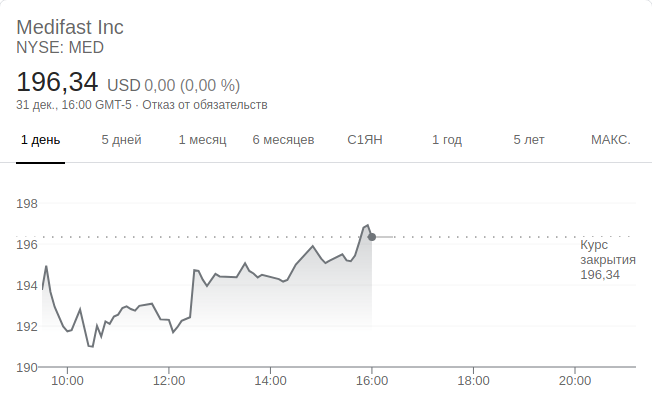 Medifast Inc
NYSE: MED
196,34 USD 0,00 (0,00 %)
31 дек., 16:00 GMT-5 · Отказ от обязательств
1 день 5 дней 1 месяц 6 месяцев С1ЯН 1 год 5 лет МАКС.
198
196
194
192
190
Курс
закрытия
196,34
10:00 12:00 14:00 16:00 18:00 20:00